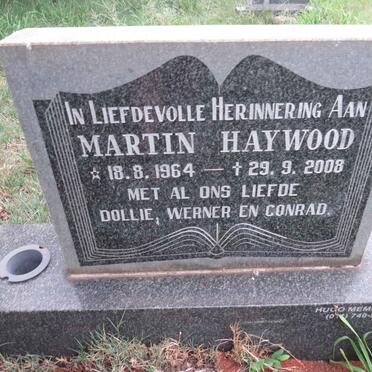 IN LIEFDEVOLLE HERINNERING AAN
MARTIN HAYWOOD
☆ 18.8.1964 — † 29.9.2008
MET AL ONS LIEFDE
DOLLIE, WERNER EN CONRAD.
HUGO